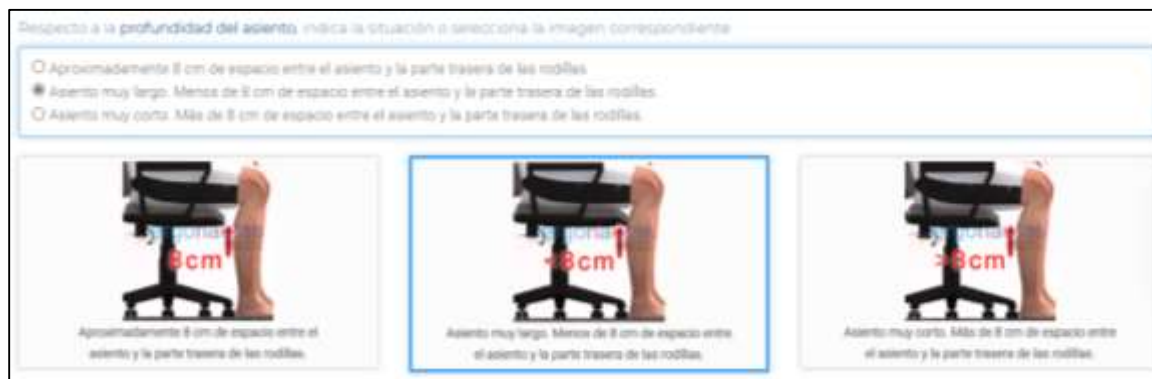 Respecto a la profundidad del asiento, indica la situación o selecciona la imagen correspondiente
Aproximadamente 8 cm de espacio entre el asiento y la parte trasera de las rodillas
Asiento muy largo. Menos de 8 cm de espacio entre el asiento y la parte trasera de las rodillas.
Asiento muy corto. Más de 8 cm de espacio entre el asiento y la parte trasera de las rodillas.
8cm
Aproximadamente 8 cm de espacio entre el
asiento y la parte trasera de las rodillas.
<8cm
Asiento muy largo. Menos de 8 cm de espacio entre
el asiento y la parte trasera de las rodillas.
>8cm
Asiento muy corto. Más de 8 cm de espacio entre
el asiento y la parte trasera de las rodillas.